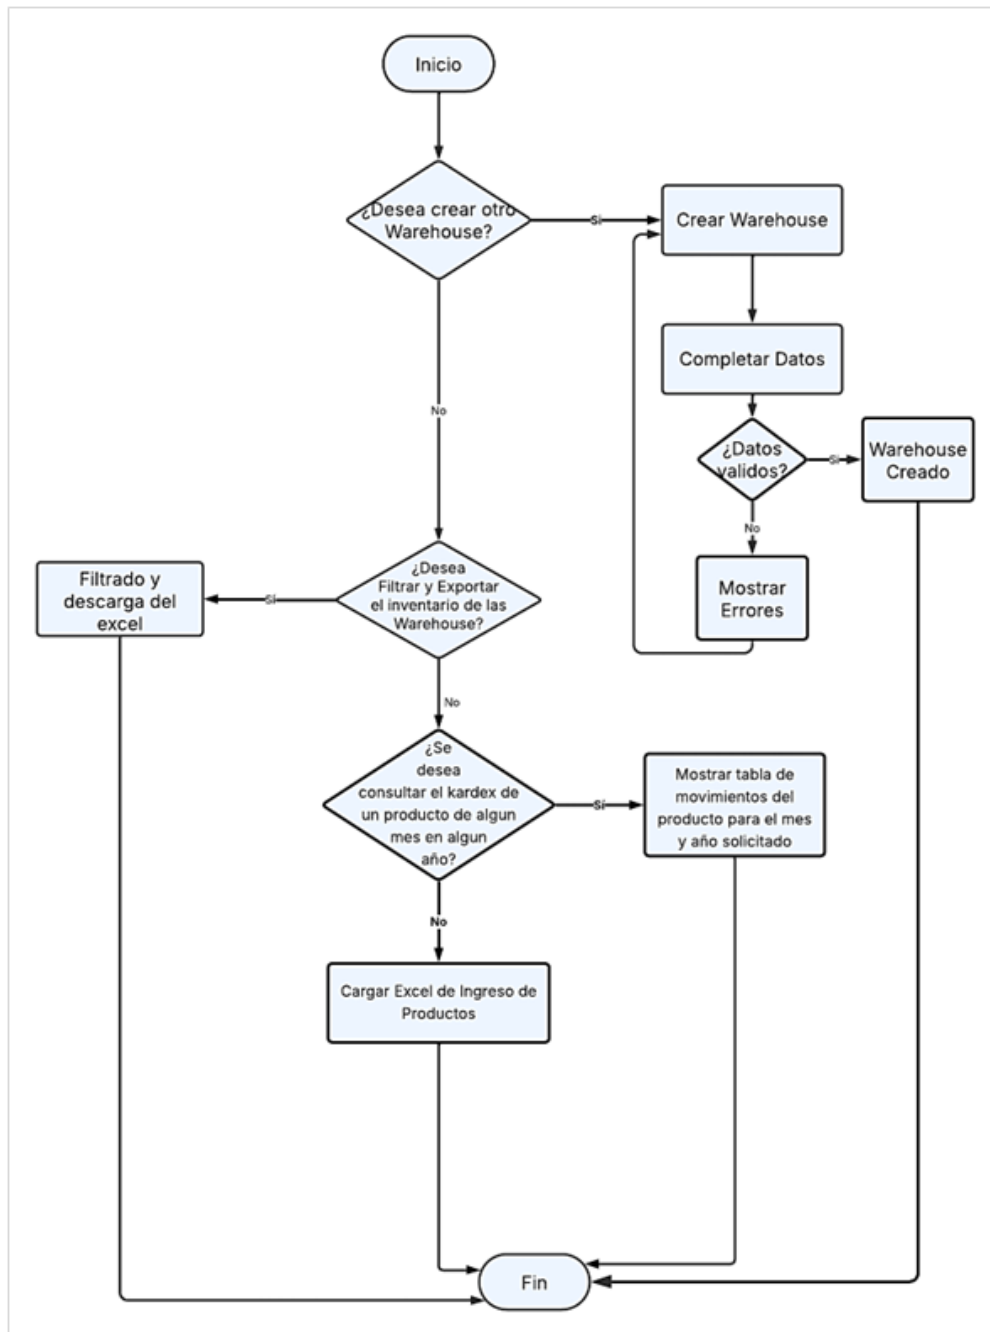 Inicio
¿Desea crear otro
Warehouse?
Si
Crear Warehouse
Completar Datos
¿Datos
validos?
Si
Warehouse
Creado
No
Mostrar
Errores
No
¿Desea
Filtrar y Exportar
el inventario de las
Warehouse?
Si
Filtrado y
descarga del
excel
No
¿Se
desea
consultar el kardex de
un producto de algun
mes en algun
año?
Sí
Mostrar tabla de
movimientos del
producto para el mes
y año solicitado
No
Cargar Excel de Ingreso de
Productos
Fin